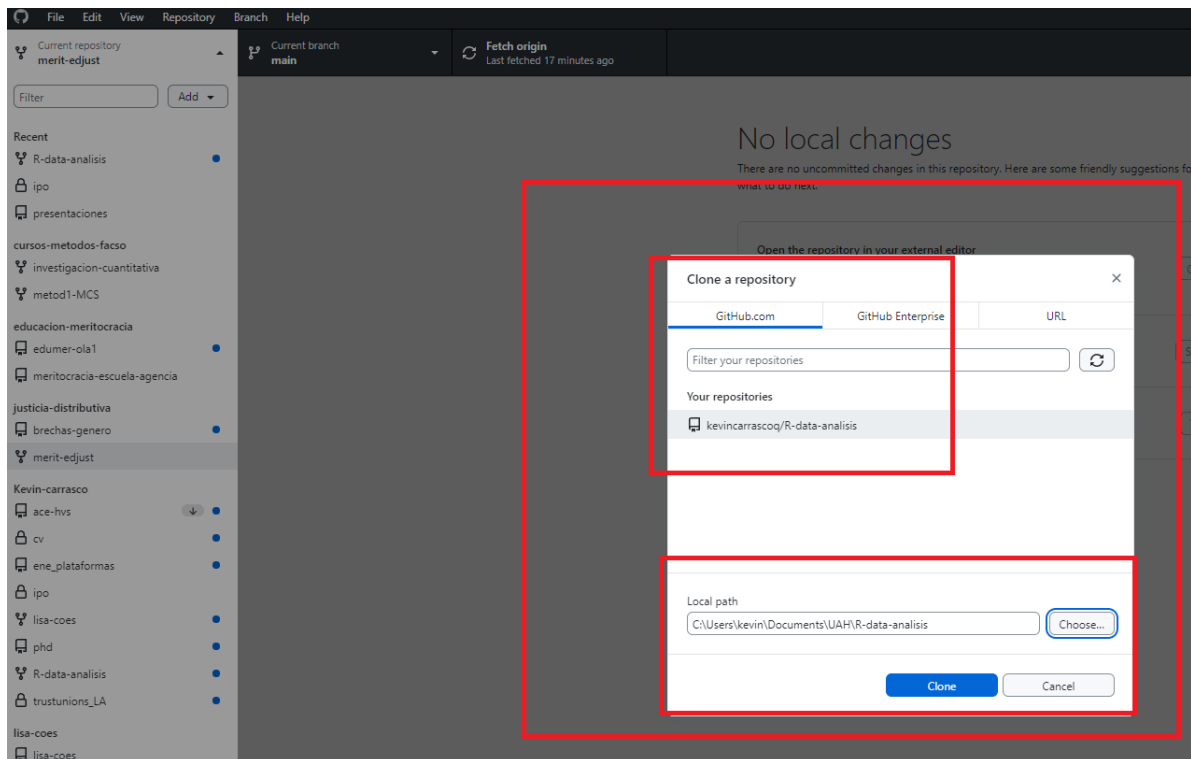 File Edit View Repository Branch Help
Current repository
merit-edjust
Current branch
main
Fetch origin
Last fetched 17 minutes ago
Filter
Add
Recent
R-data-analisis
ipo
presentaciones
cursos-metodos-facso
investigacion-cuantitativa
metod1-MCS
educacion-meritocracia
edumer-ola1
meritocracia-escuela-agencia
justicia-distributiva
brechas-genero
merit-edjust
Kevin-carrasco
ace-hvs
cv
ene_plataformas
ipo
lisa-coes
phd
R-data-analisis
trustunions_LA
lisa-coes
lisa-coes
No local changes
There are no uncommitted changes in this repository. Here are some friendly suggestions fo
what to do next.
Open the repository in your external editor
Clone a repository
GitHub.com GitHub Enterprise URL
Filter your repositories
Your repositories
kevincarrascoq/R-data-analisis
Local path
C:\Users\kevin\Documents\UAH\R-data-analisis
Choose...
Clone Cancel